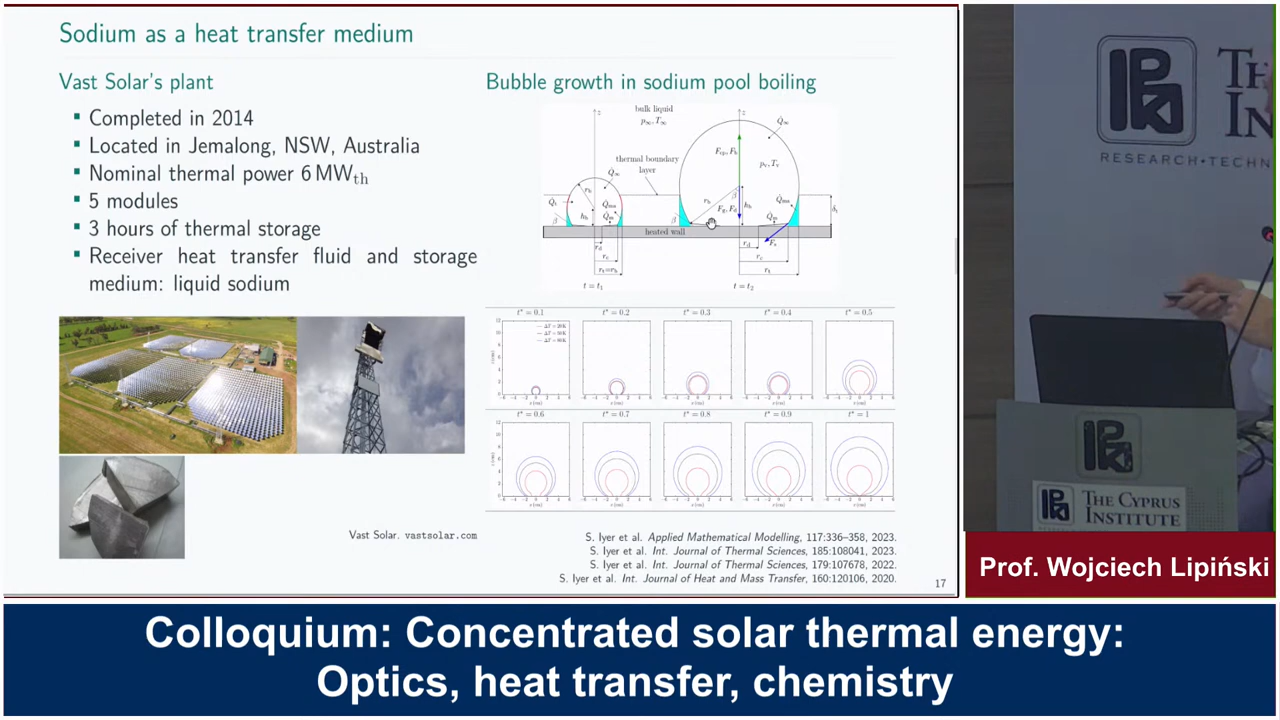 Sodium as a heat transfer medium
Vast Solar's plant
Completed in 2014
Located in Jemalong, NSW, Australia
Nominal thermal power 6 MWth
5 modules
3 hours of thermal storage
Receiver heat transfer fluid and storage
medium: liquid sodium
Vast Solar. vastsolar.com
Bubble growth in sodium pool boiling
bulk liquid
p∞, T∞
thermal boundary
layer
heated wall
t = t1
t = t2
t* = 0.1
t* = 0.2
t* = 0.3
t* = 0.4
t* = 0.5
t* = 0.6
t* = 0.7
t* = 0.8
t* = 0.9
t* = 1
S. Iyer et al. Applied Mathematical Modelling, 117:336–358, 2023.
S. Iyer et al. Int. Journal of Thermal Sciences, 185:108041, 2023.
S. Iyer et al. Int. Journal of Thermal Sciences, 179:107678, 2022.
S. Iyer et al. Int. Journal of Heat and Mass Transfer, 160:120106, 2020.
17
RESEARCH•TECHN
THE CYPRUS
INSTITUTE
Prof. Wojciech Lipiński
Colloquium: Concentrated solar thermal energy:
Optics, heat transfer, chemistry